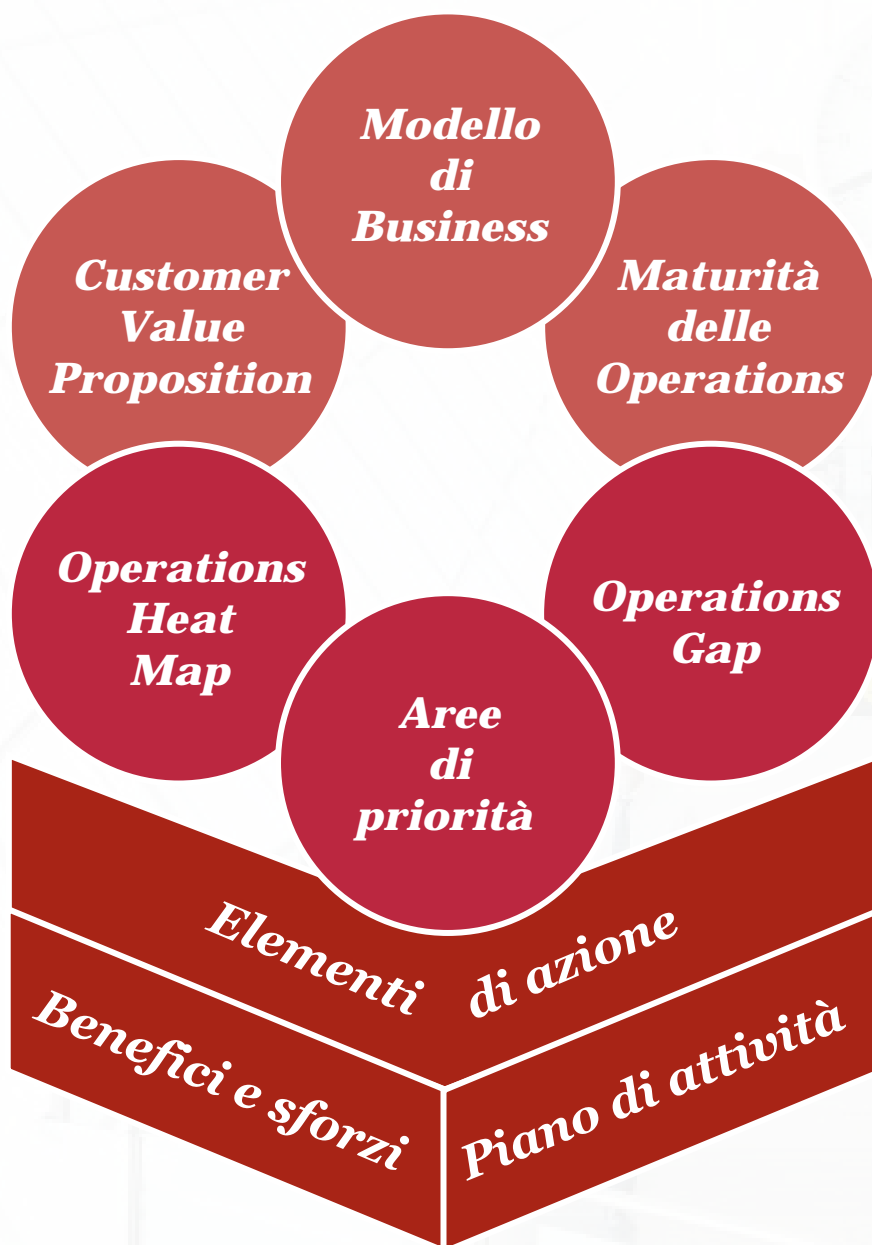 Modello
di
Business
Customer
Value
Proposition
Maturità
delle
Operations
Operations
Heat
Map
Operations
Gap
Aree
di
priorità
Elementi di azione
Benefici e sforzi
Piano di attività